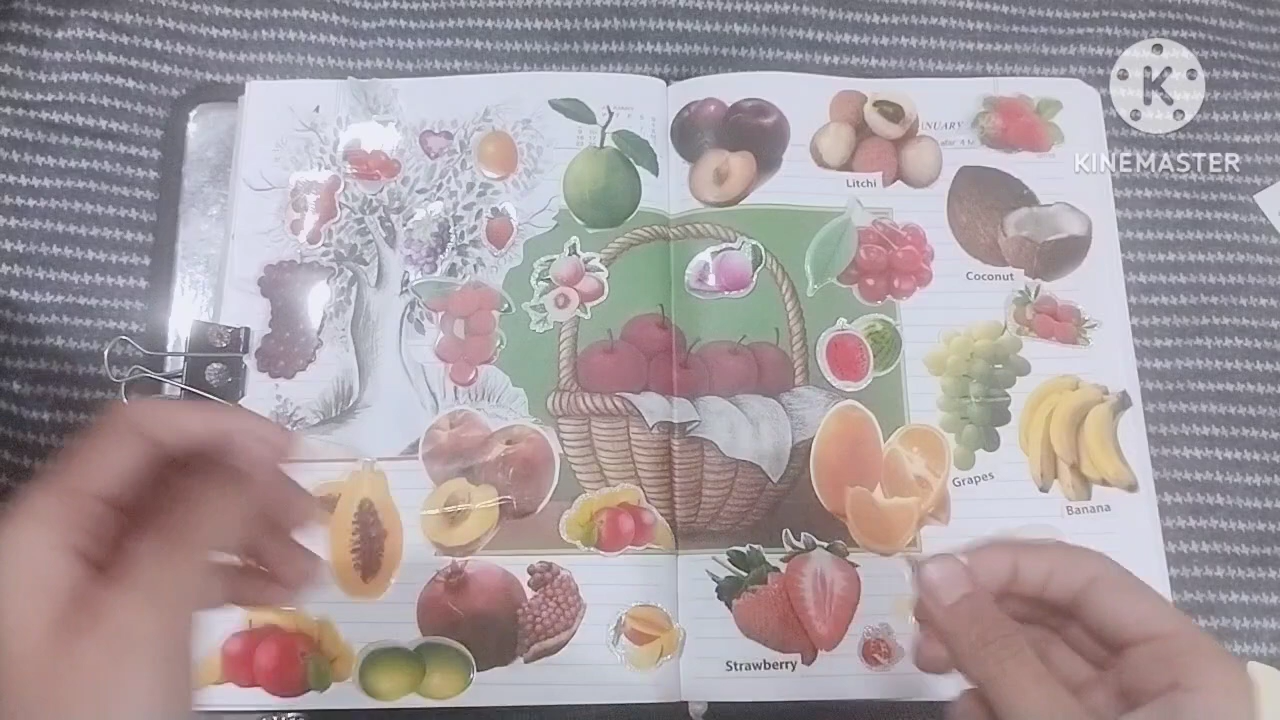 K
KINEMASTER
Litchi
Coconut
Grapes
Banana
Strawberry